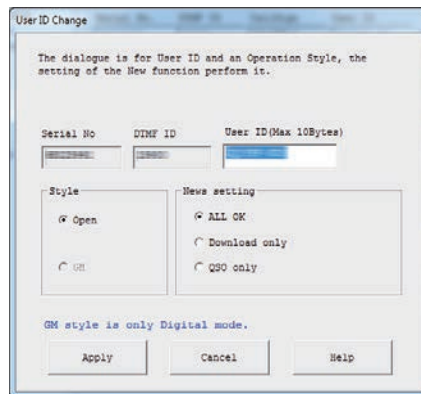 User ID Change
The dialogue is for User ID and an Operation Style, the
setting of the New function perform it.
Serial No DTMF ID User ID(Max 10Bytes)
Style News setting
Open ALL OK
Download only
GM QSO only
GM style is only Digital mode.
Apply Cancel Help